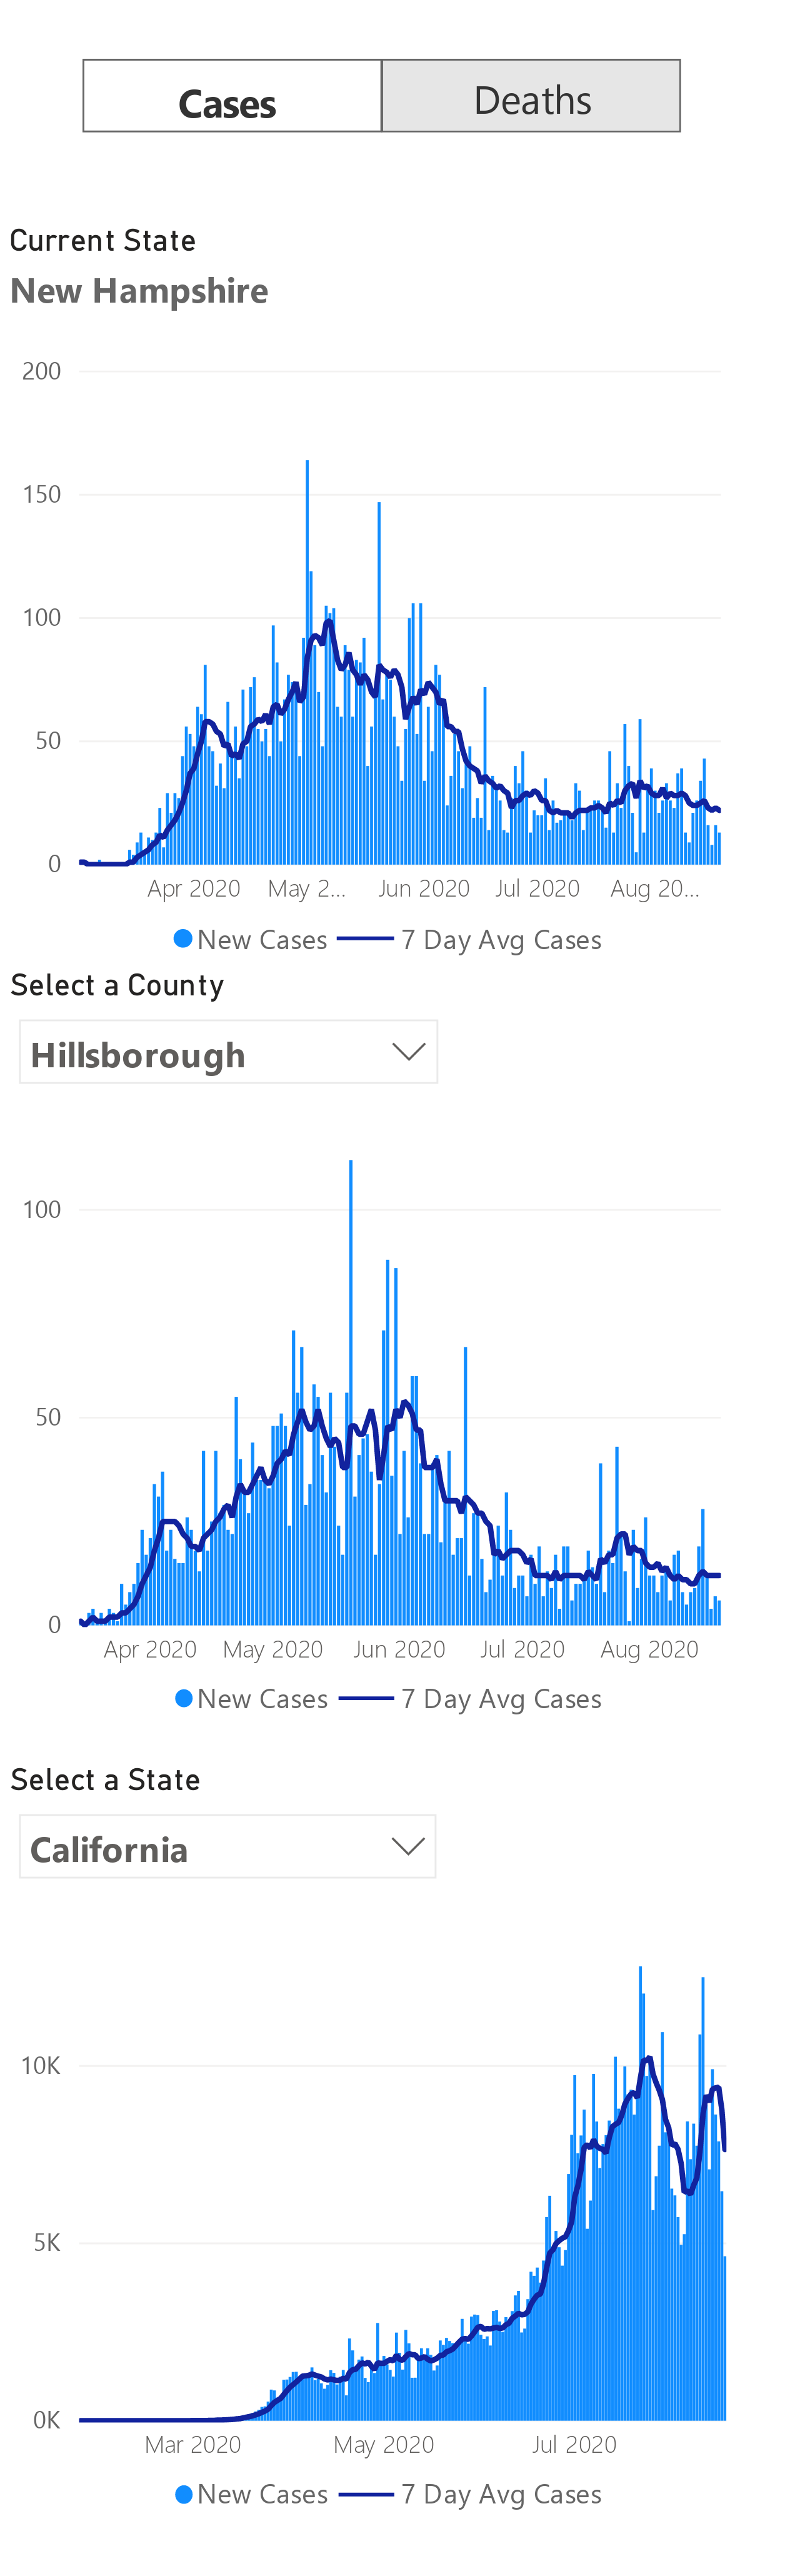 Cases Deaths
Current State
New Hampshire
200
150
100
50
0
Apr 2020 May 2... Jun 2020 Jul 2020 Aug 20...
New Cases 7 Day Avg Cases
Select a County
Hillsborough
100
50
0
Apr 2020 May 2020 Jun 2020 Jul 2020 Aug 2020
New Cases 7 Day Avg Cases
Select a State
California
10K
5K
0K
Mar 2020 May 2020 Jul 2020
New Cases 7 Day Avg Cases